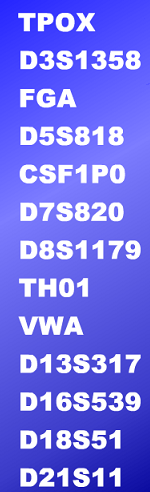 TPOX
D3S1358
FGA
D5S818
CSF1P0
D7S820
D8S1179
TH01
VWA
D13S317
D16S539
D18S51
D21S11